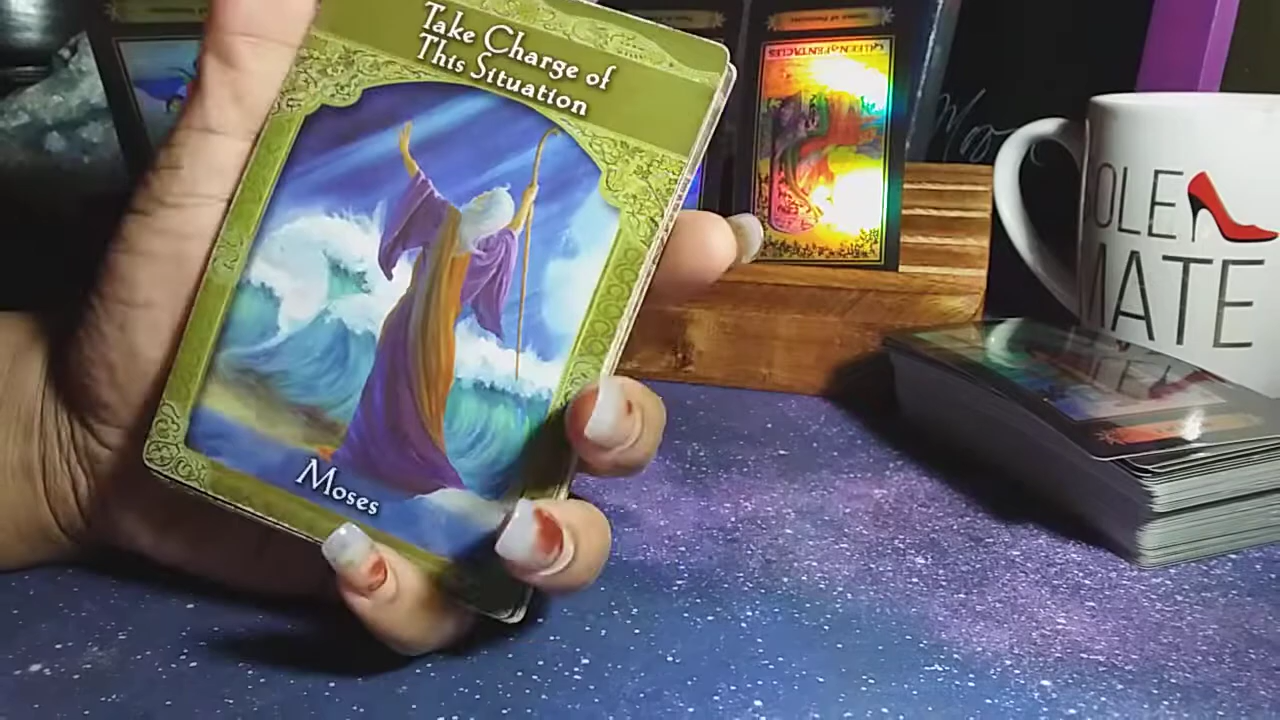 Take Charge of
This Situation
Moses
QUEEN of PENTACLES
OLE
MATE